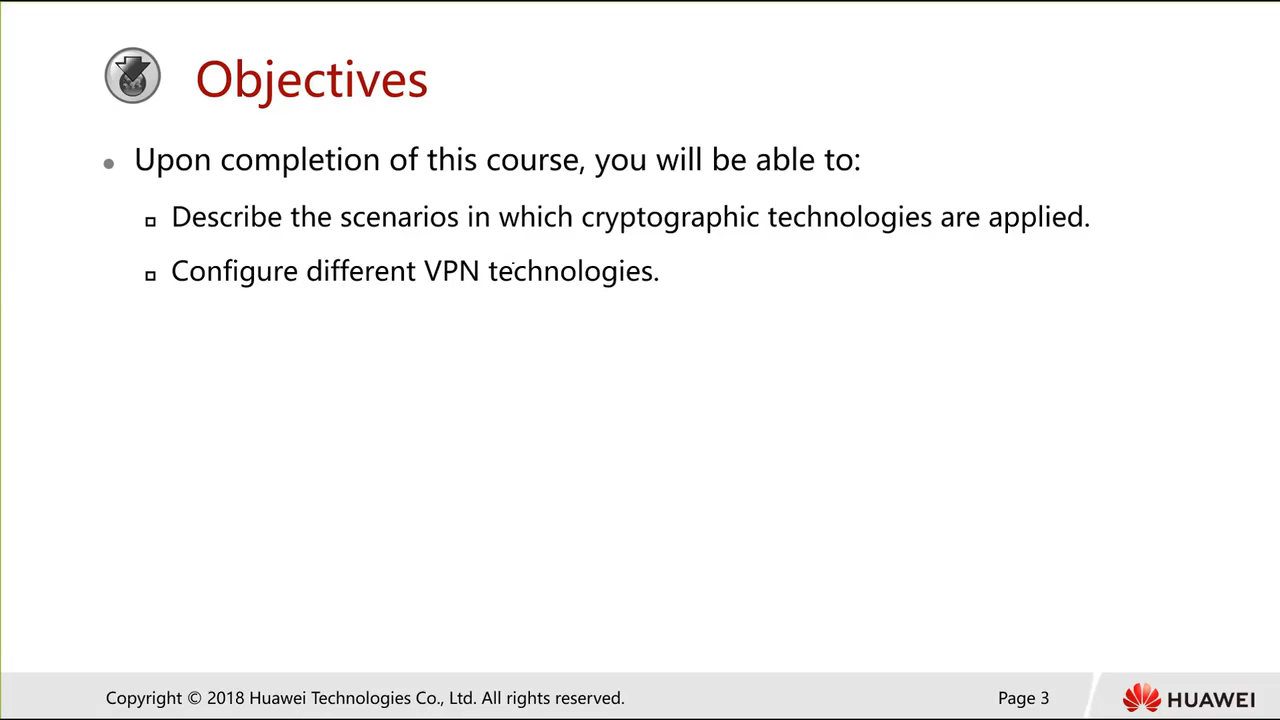 Objectives
Upon completion of this course, you will be able to:
Describe the scenarios in which cryptographic technologies are applied.
Configure different VPN technologies.
Copyright © 2018 Huawei Technologies Co., Ltd. All rights reserved.
Page 3
HUAWEI